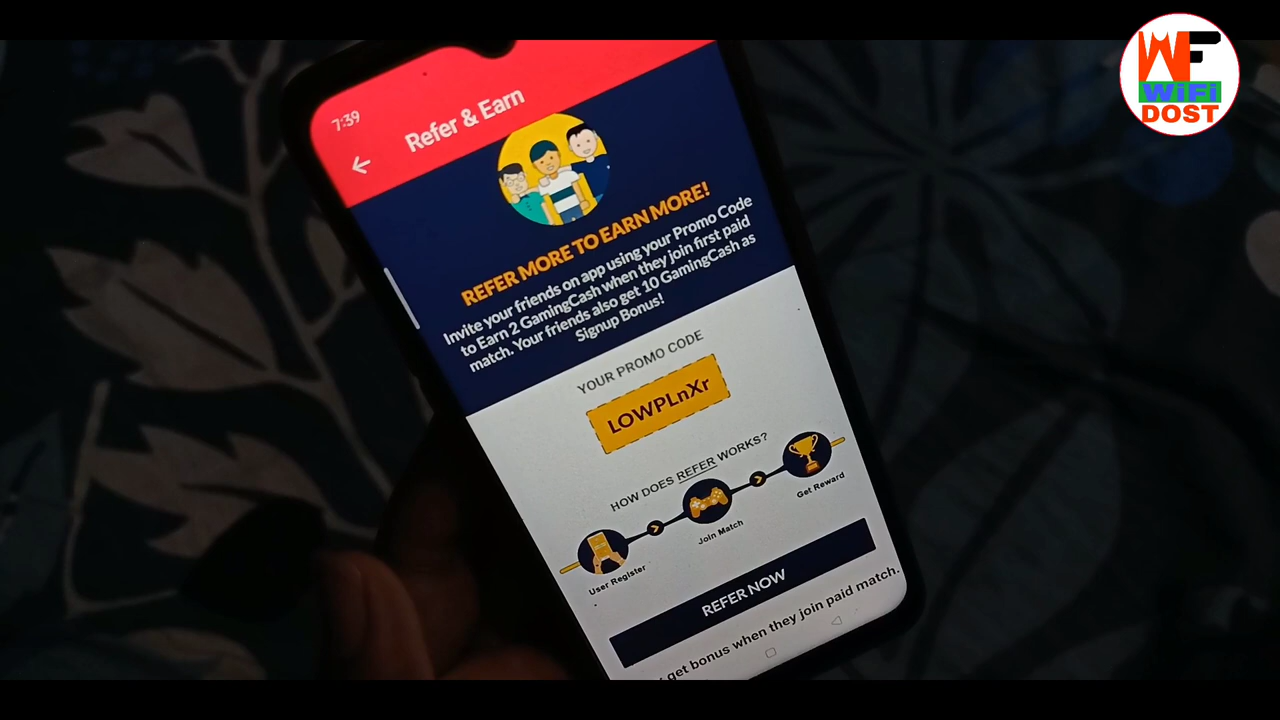 WF
WiFi
DOST
7:39
Refer & Earn
REFER MORE TO EARN MORE!
Invite your friends on app using your Promo Code
to Earn 2 GamingCash when they join first paid
match. Your friends also get 10 GamingCash as
Signup Bonus!
YOUR PROMO CODE
LOWPLnXr
HOW DOES REFER WORKS?
User Register
Join Match
Get Reward
REFER NOW
get bonus when they join paid match.